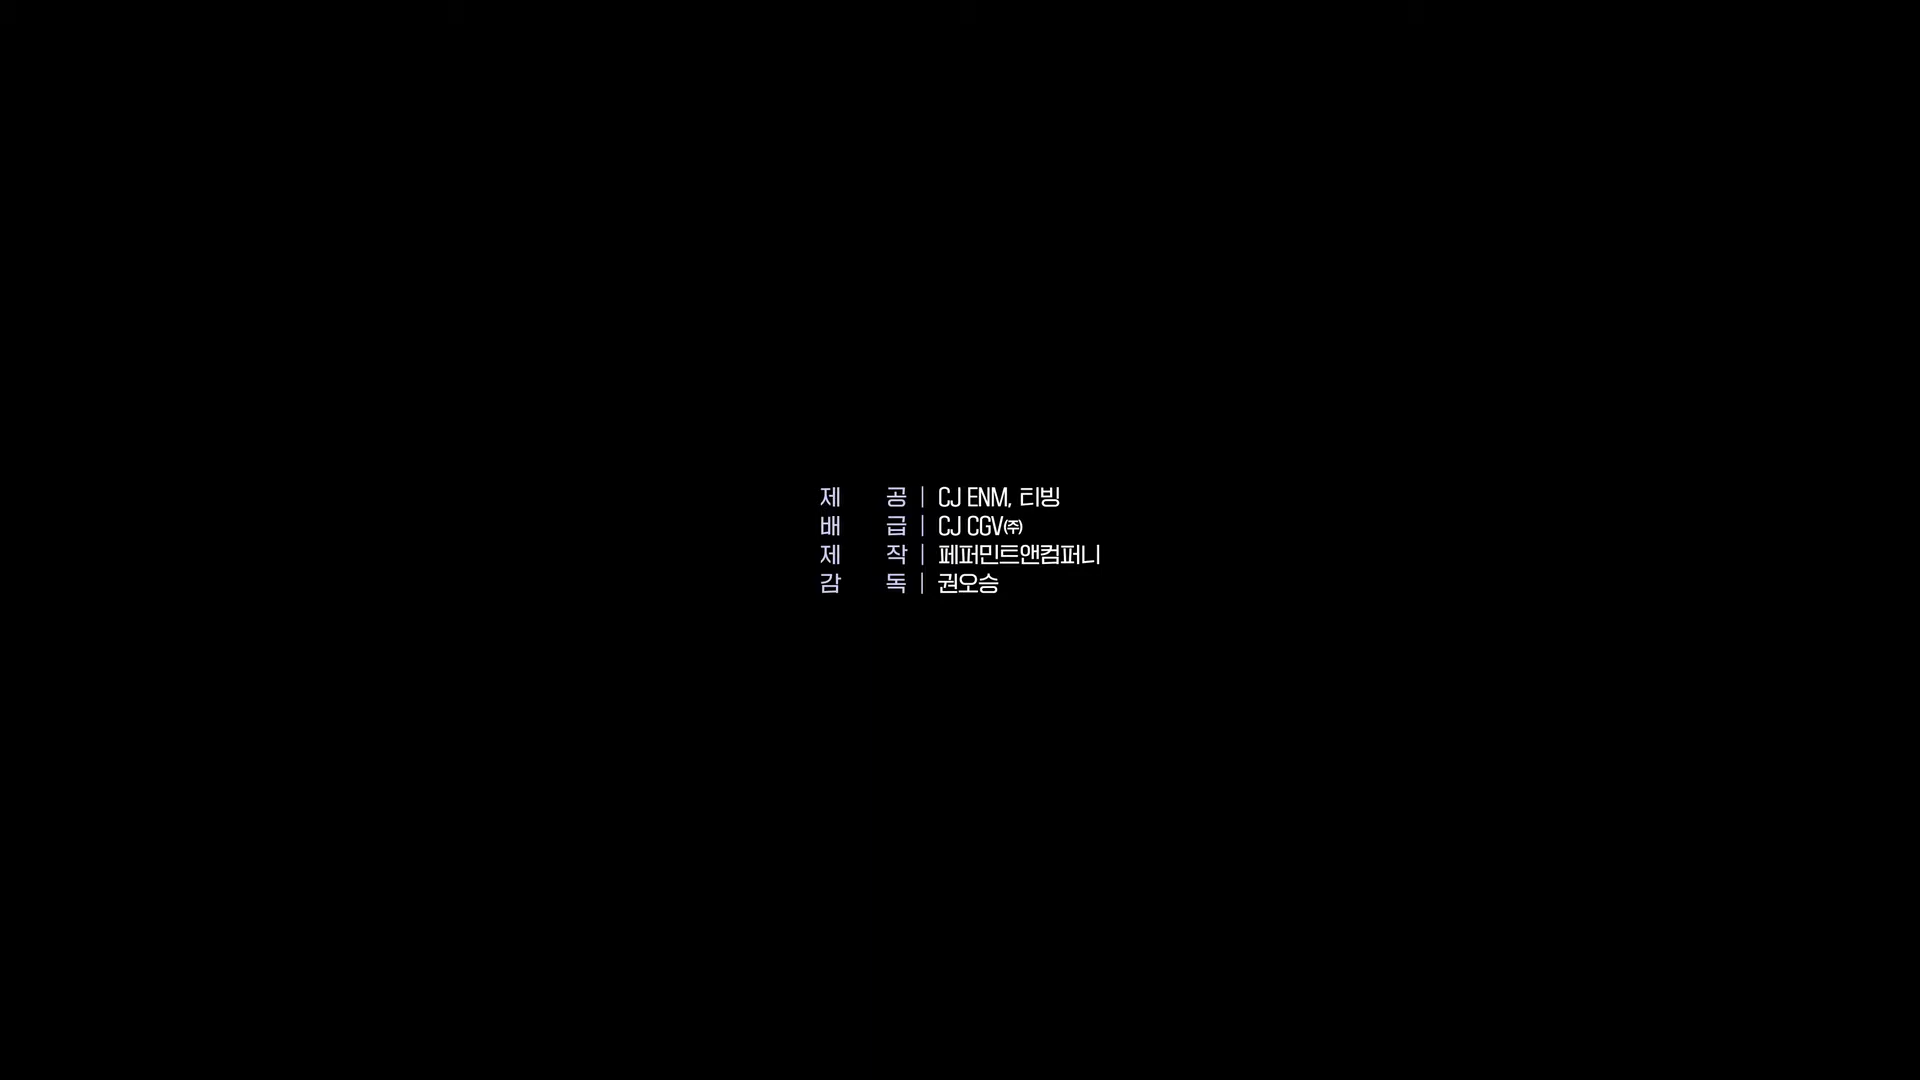 제 공 | CJ ENM, 티빙
배 급 | CJ CGV㈜
제 작 | 페퍼민트앤컴퍼니
감 독 | 권오승